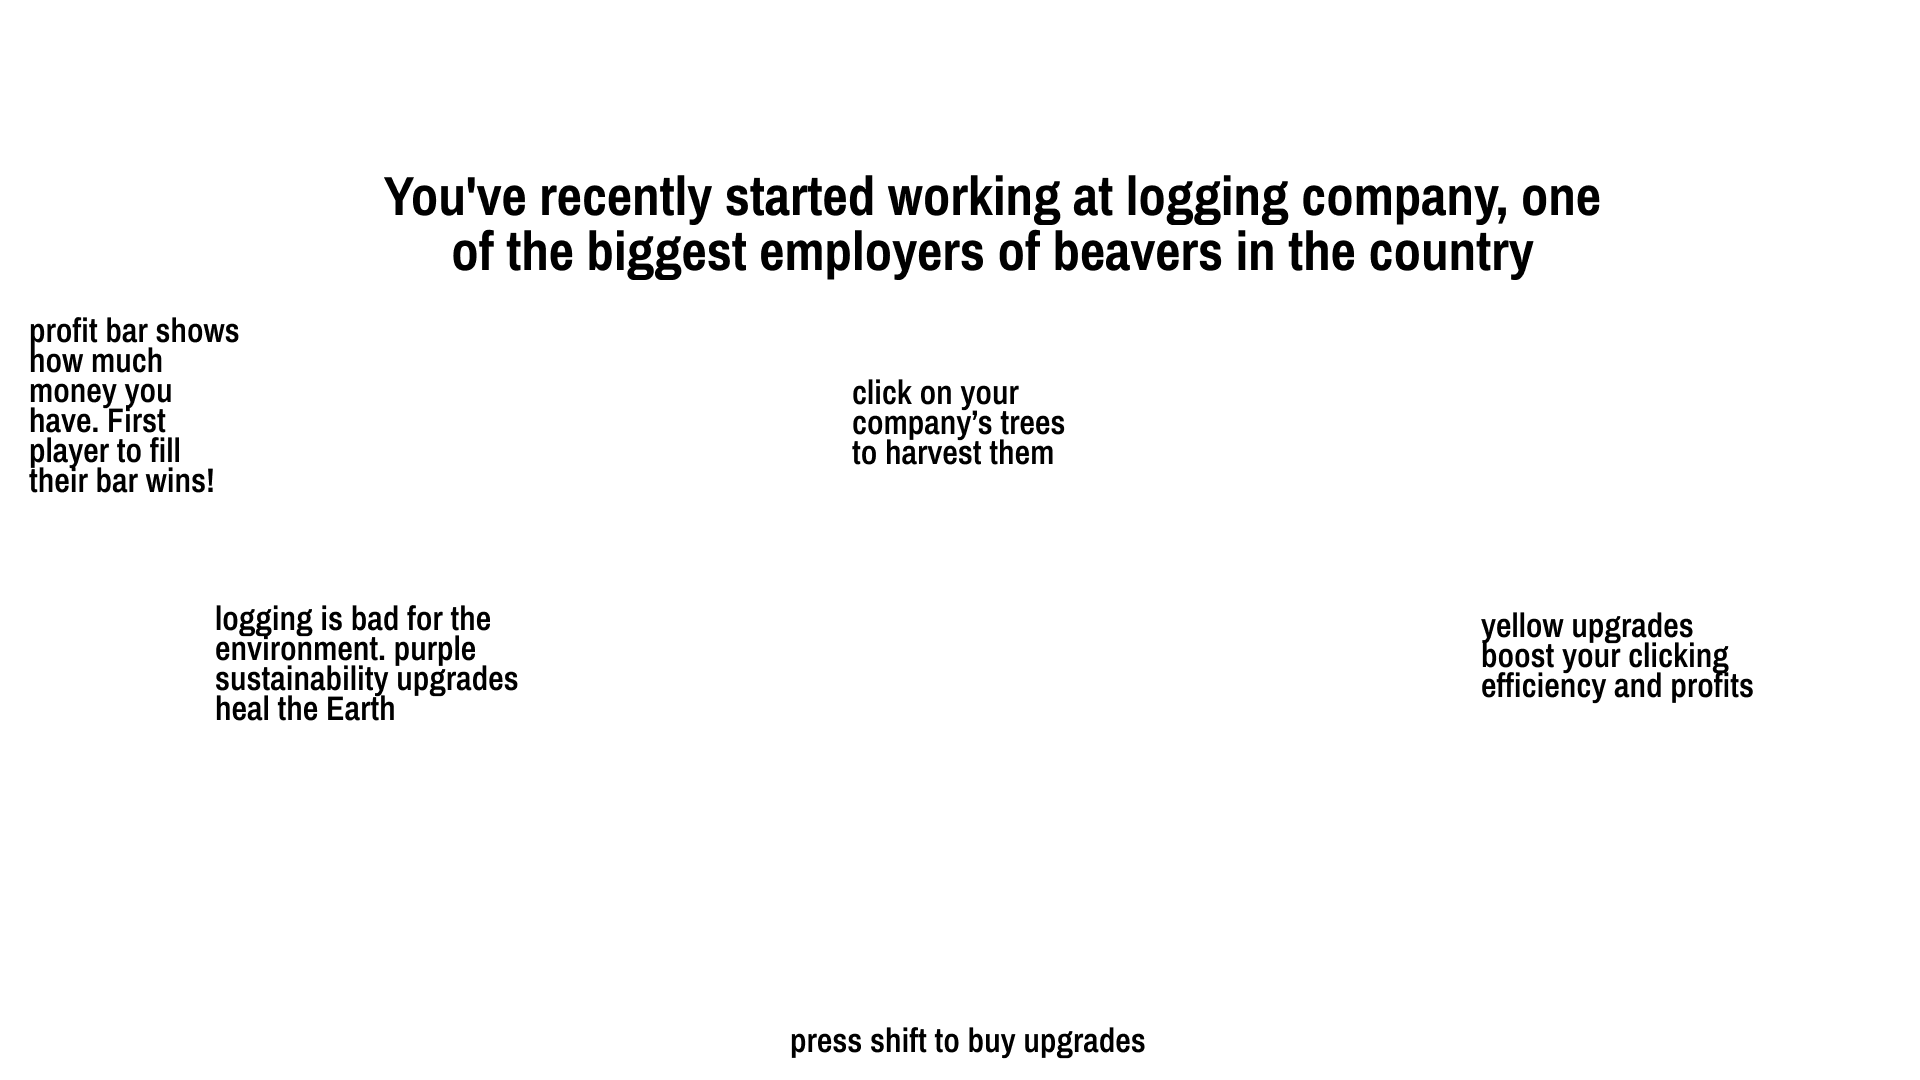 You've recently started working at logging company, one
of the biggest employers of beavers in the country
profit bar shows
how much
money you
have. First
player to fill
their bar wins!
click on your
company’s trees
to harvest them
logging is bad for the
environment. purple
sustainability upgrades
heal the Earth
yellow upgrades
boost your clicking
efficiency and profits
press shift to buy upgrades